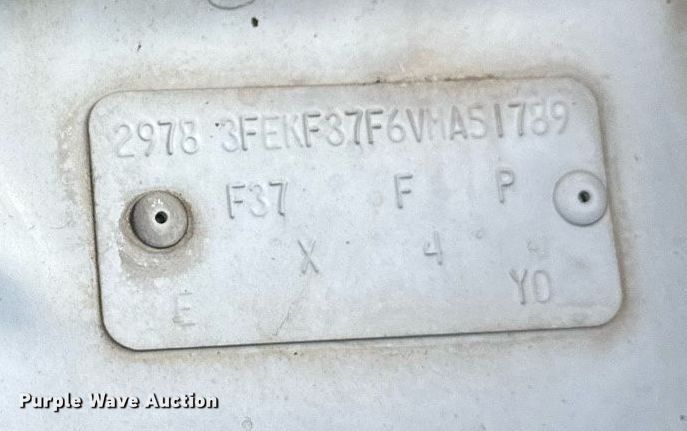 2978 3FEKF37F6VMA51789
F37 F P
X 4
E Y0
Purple Wave Auction